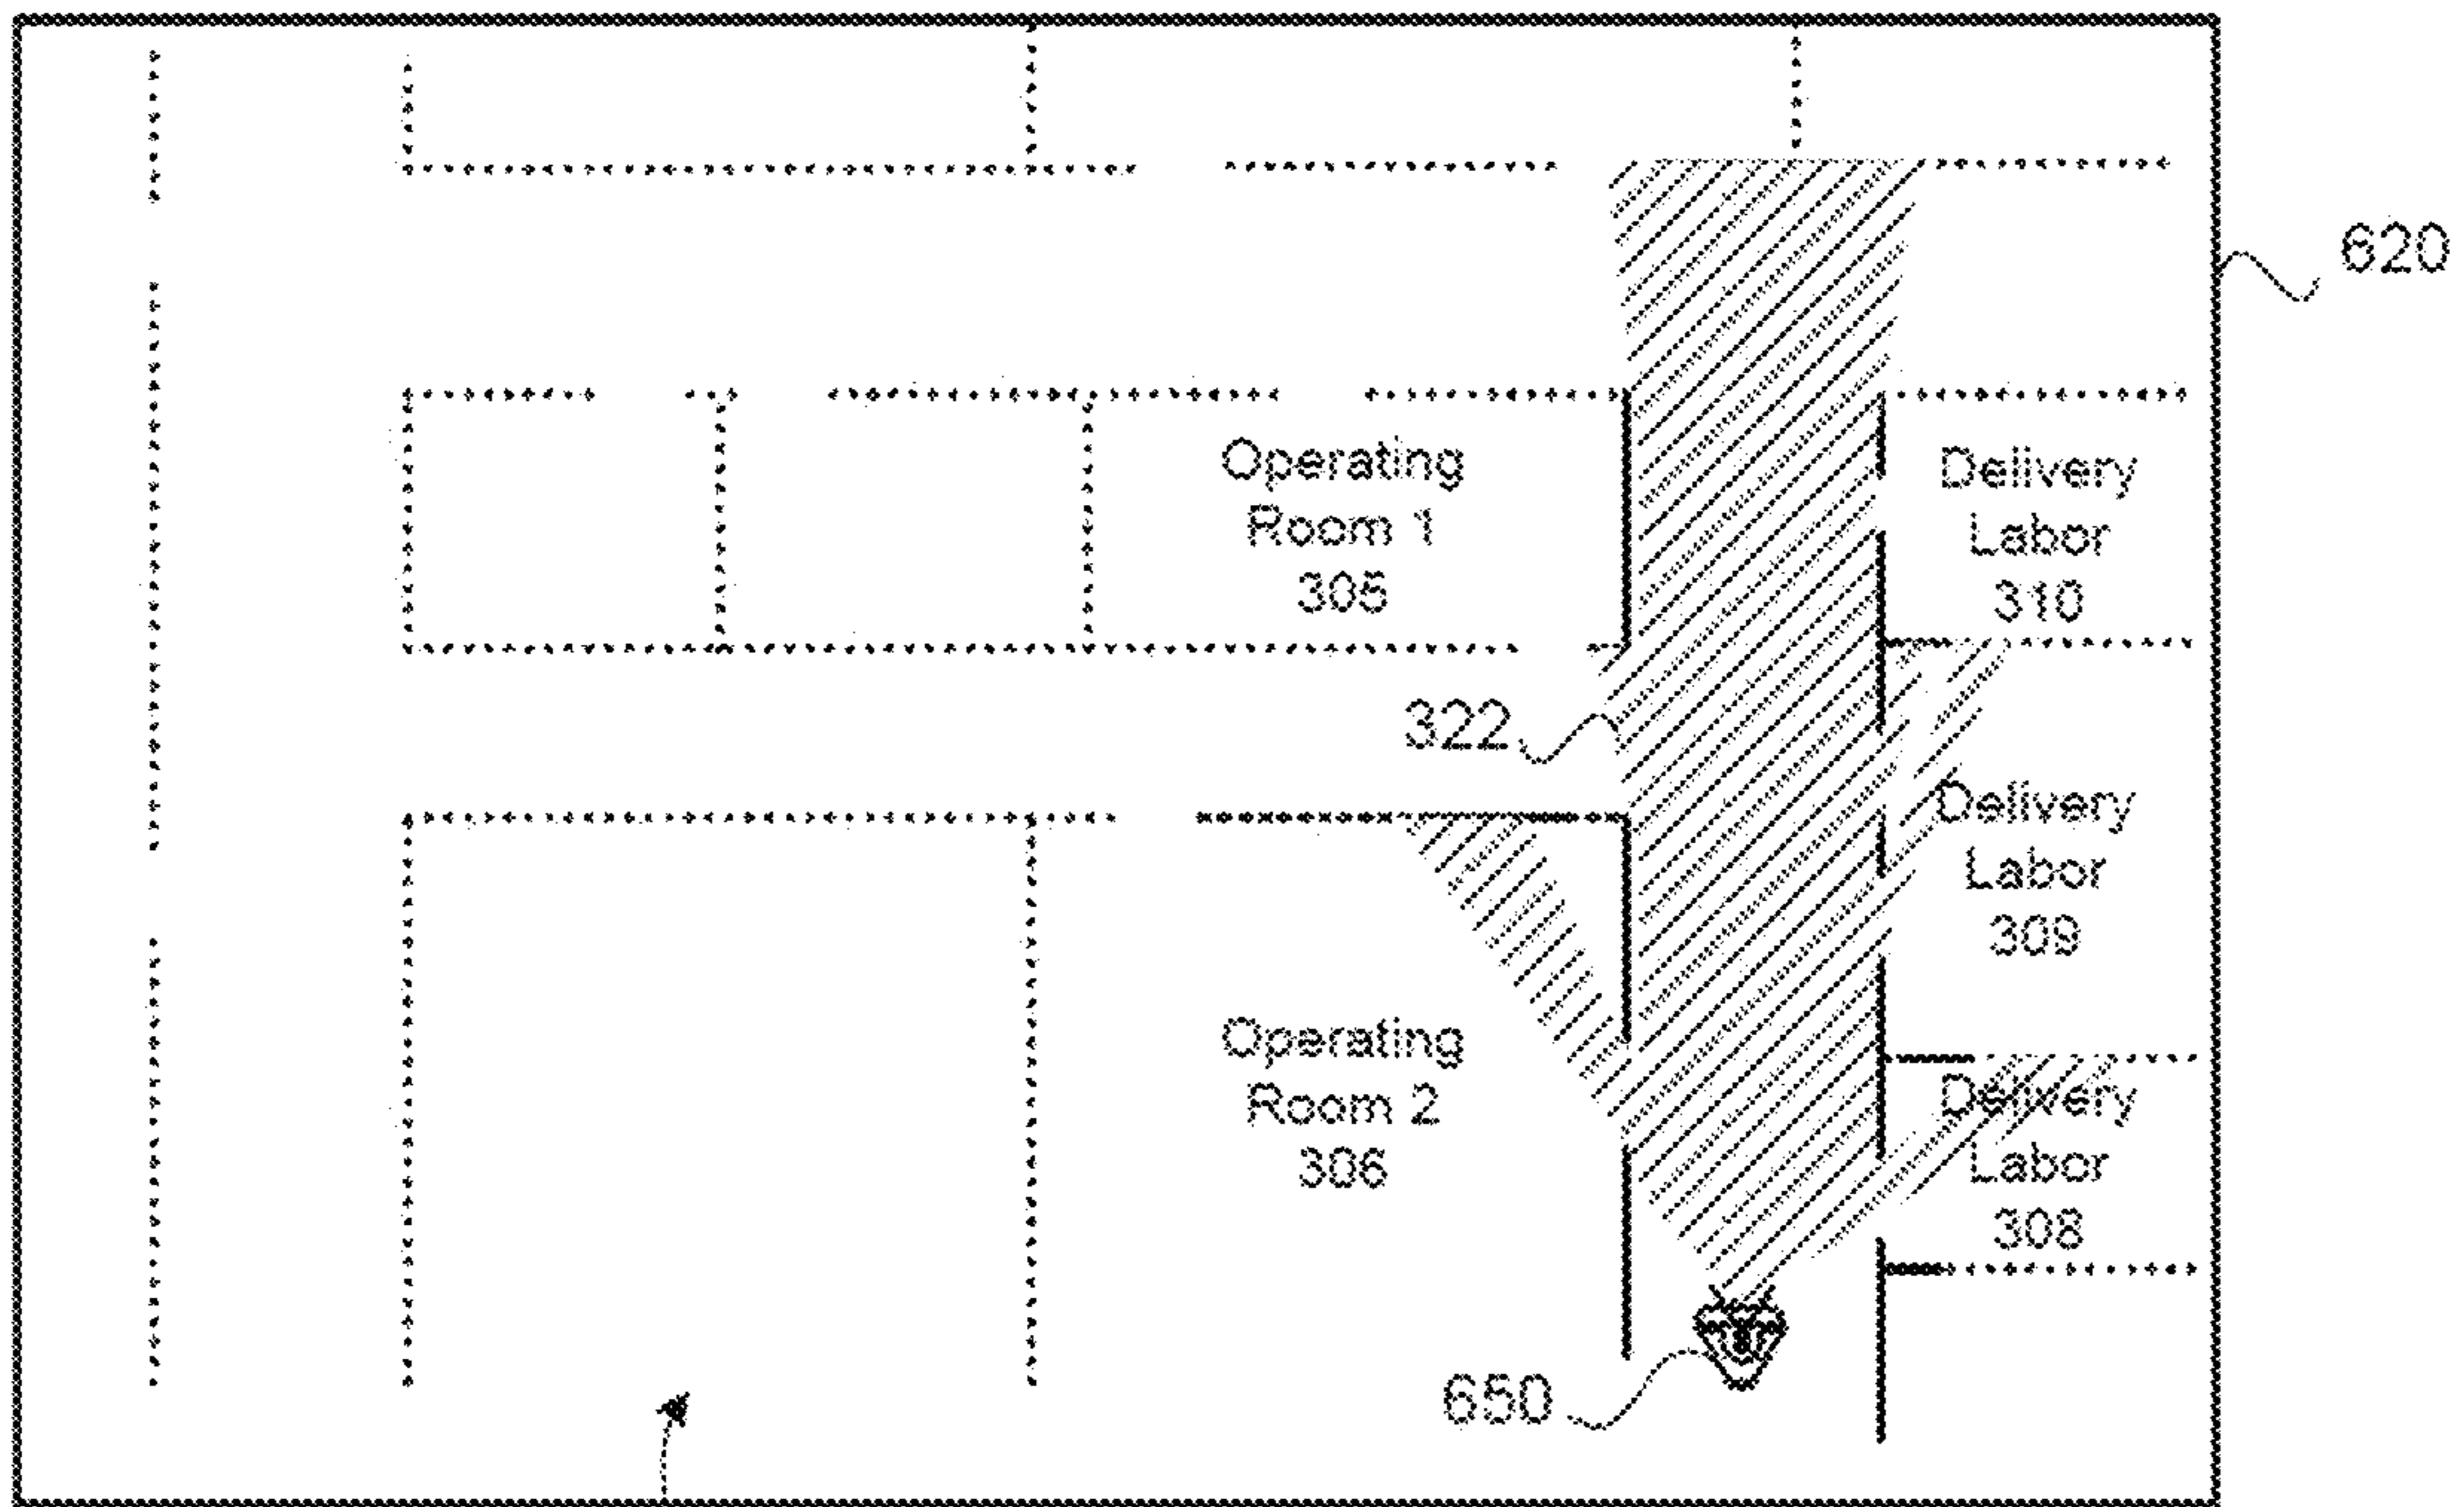 620
Operating
Room 1
305
Delivery
Labor
310
322
Delivery
Labor
309
Operating
Room 2
306
Delivery
Labor
308
650